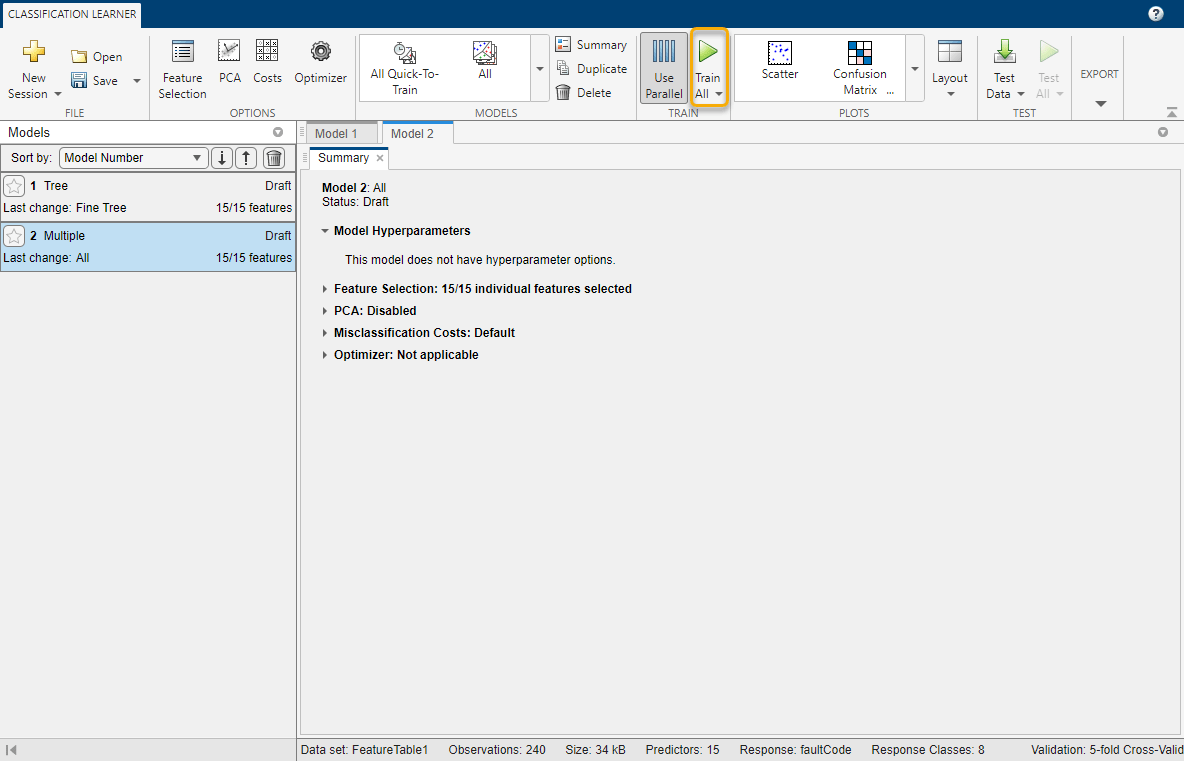 CLASSIFICATION LEARNER
?
New Session
Open
Save
FILE
Feature Selection
PCA
Costs
Optimizer
OPTIONS
All Quick-To-Train
All
Summary
Duplicate
Delete
MODELS
Use Parallel
Train All
TRAIN
Scatter
Confusion Matrix ...
PLOTS
Layout
Test Data
Test All
TEST
EXPORT
Models
Sort by: Model Number
1 Tree Draft
Last change: Fine Tree 15/15 features
2 Multiple Draft
Last change: All 15/15 features
Model 1 Model 2
Summary
Model 2: All
Status: Draft
Model Hyperparameters
This model does not have hyperparameter options.
Feature Selection: 15/15 individual features selected
PCA: Disabled
Misclassification Costs: Default
Optimizer: Not applicable
Data set: FeatureTable1 Observations: 240 Size: 34 kB Predictors: 15 Response: faultCode Response Classes: 8 Validation: 5-fold Cross-Valid